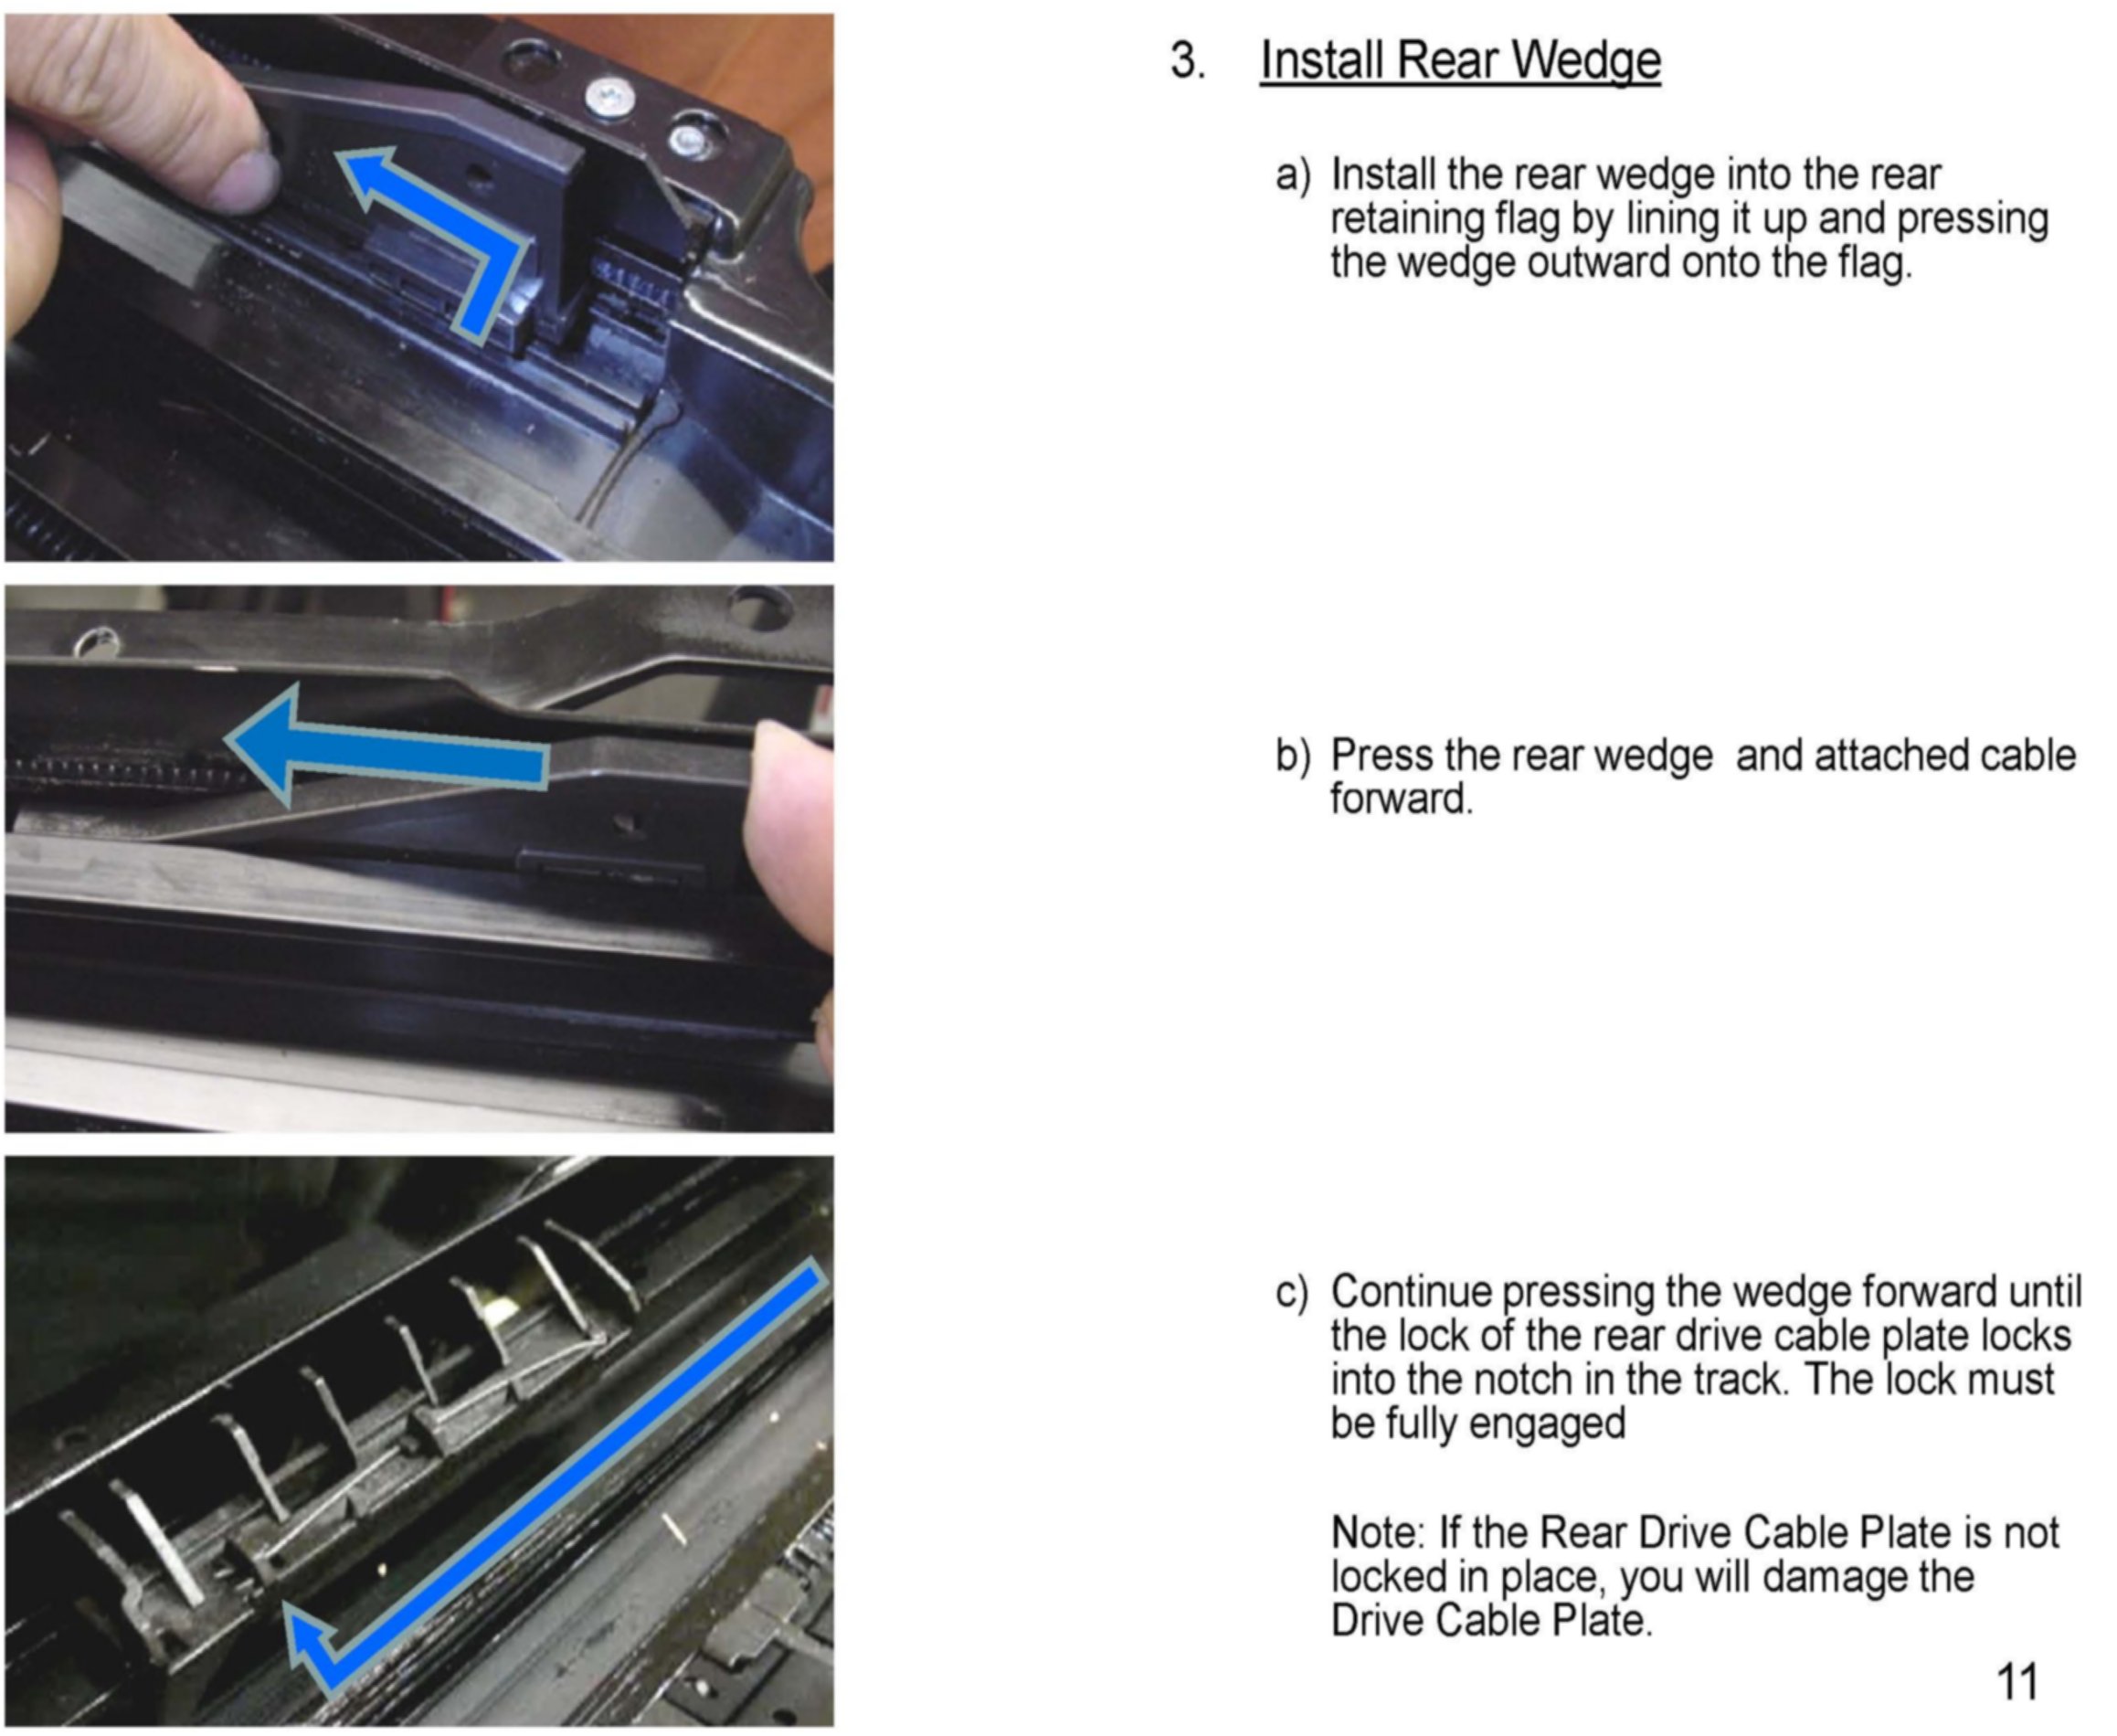 3. Install Rear Wedge
a) Install the rear wedge into the rear
retaining flag by lining it up and pressing
the wedge outward onto the flag.
b) Press the rear wedge and attached cable
forward.
c) Continue pressing the wedge forward until
the lock of the rear drive cable plate locks
into the notch in the track. The lock must
be fully engaged
Note: If the Rear Drive Cable Plate is not
locked in place, you will damage the
Drive Cable Plate.
11